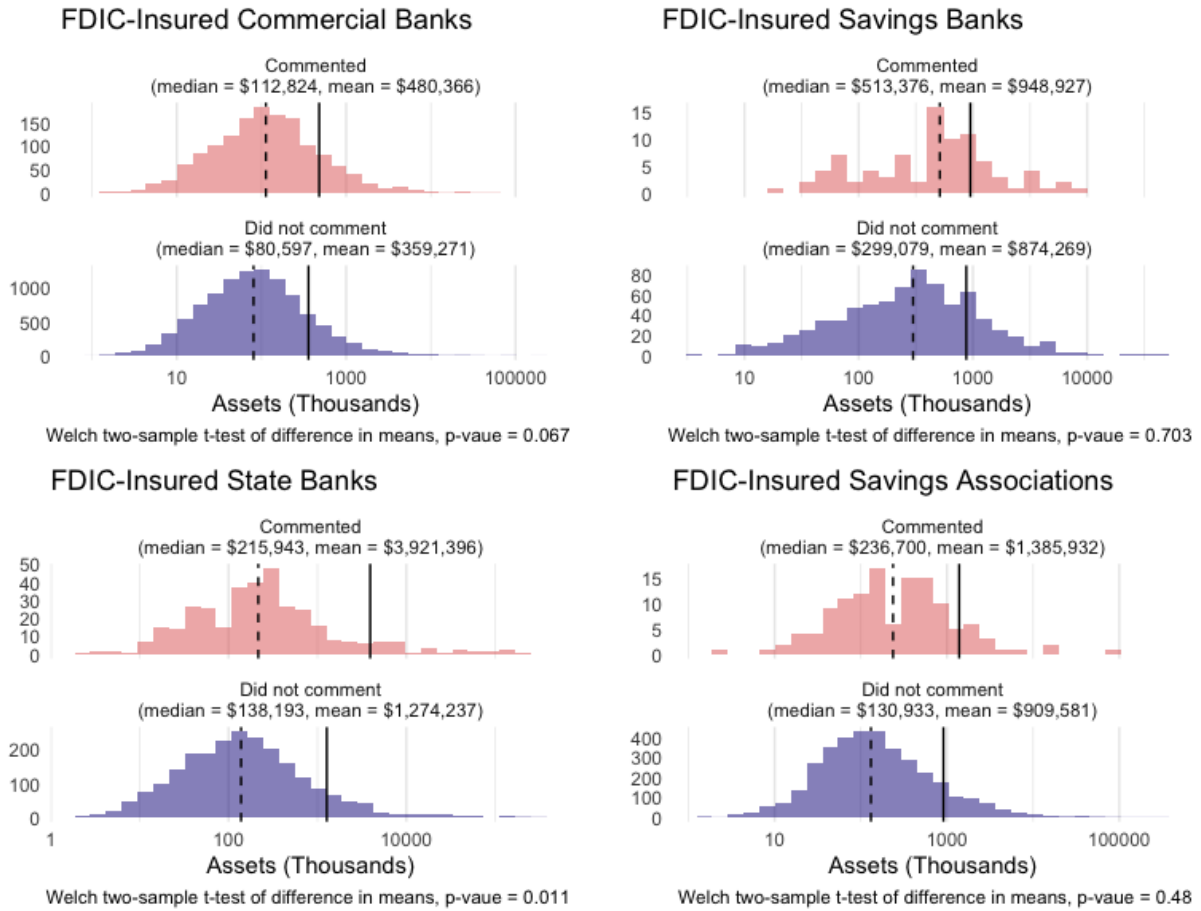 FDIC-Insured Commercial Banks
Commented
(median = $112,824, mean = $480,366)
150
100
50
0
Did not comment
(median = $80,597, mean = $359,271)
1000
500
0
10
1000
100000
Assets (Thousands)
Welch two-sample t-test of difference in means, p-vaue = 0.067
FDIC-Insured Savings Banks
Commented
(median = $513,376, mean = $948,927)
15
10
5
0
Did not comment
(median = $299,079, mean = $874,269)
80
60
40
20
0
10
100
1000
10000
Assets (Thousands)
Welch two-sample t-test of difference in means, p-vaue = 0.703
FDIC-Insured State Banks
Commented
(median = $215,943, mean = $3,921,396)
50
40
30
20
10
0
Did not comment
(median = $138,193, mean = $1,274,237)
200
100
0
1
100
10000
Assets (Thousands)
Welch two-sample t-test of difference in means, p-vaue = 0.011
FDIC-Insured Savings Associations
Commented
(median = $236,700, mean = $1,385,932)
15
10
5
0
Did not comment
(median = $130,933, mean = $909,581)
400
300
200
100
0
10
1000
100000
Assets (Thousands)
Welch two-sample t-test of difference in means, p-vaue = 0.48